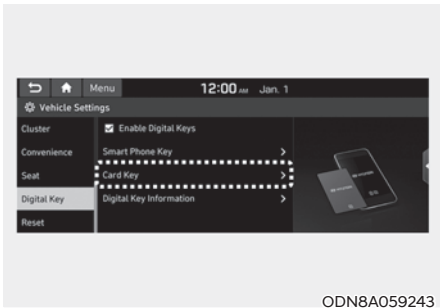 Menu 12:00 AM Jan. 1
Vehicle Settings
Cluster
Enable Digital Keys
Convenience
Smart Phone Key
Seat
Card Key
Digital Key
Digital Key Information
Reset
ODN8A059243